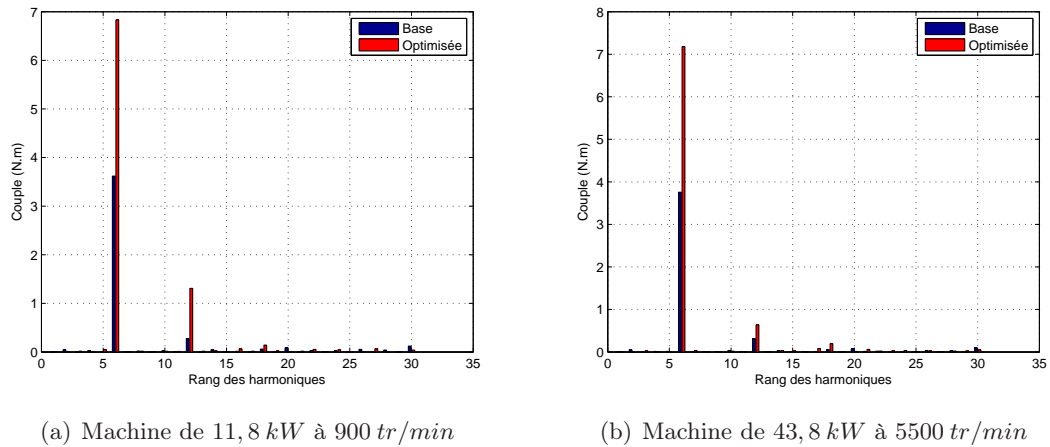 7
6
5
4
3
2
1
0
Couple (N.m)
0 5 10 15 20 25 30 35
Rang des harmoniques
Base
Optimisée
(a) Machine de 11, 8 kW à 900 tr/min
8
7
6
5
4
3
2
1
0
Couple (N.m)
0 5 10 15 20 25 30 35
Rang des harmoniques
Base
Optimisée
(b) Machine de 43, 8 kW à 5500 tr/min